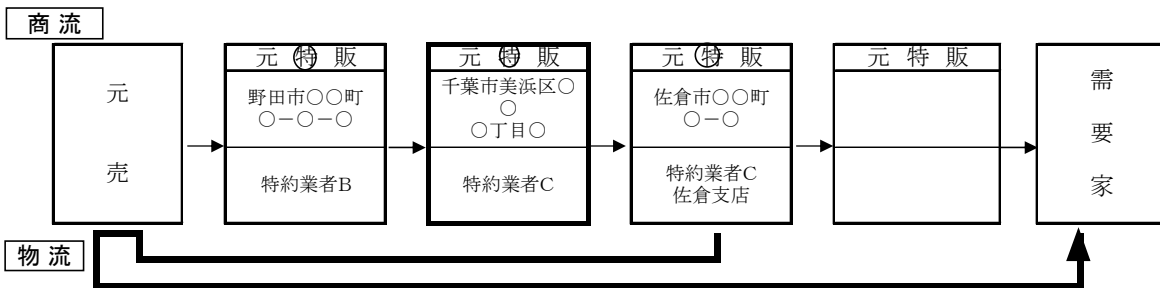 商 流
元
売
元 特 販
野田市○○町
○－○－○
特約業者B
元 特 販
千葉市美浜区○
○
○丁目○
特約業者C
元 特 販
佐倉市○○町
○－○
特約業者C
佐倉支店
元 特 販
需
要
家
物 流